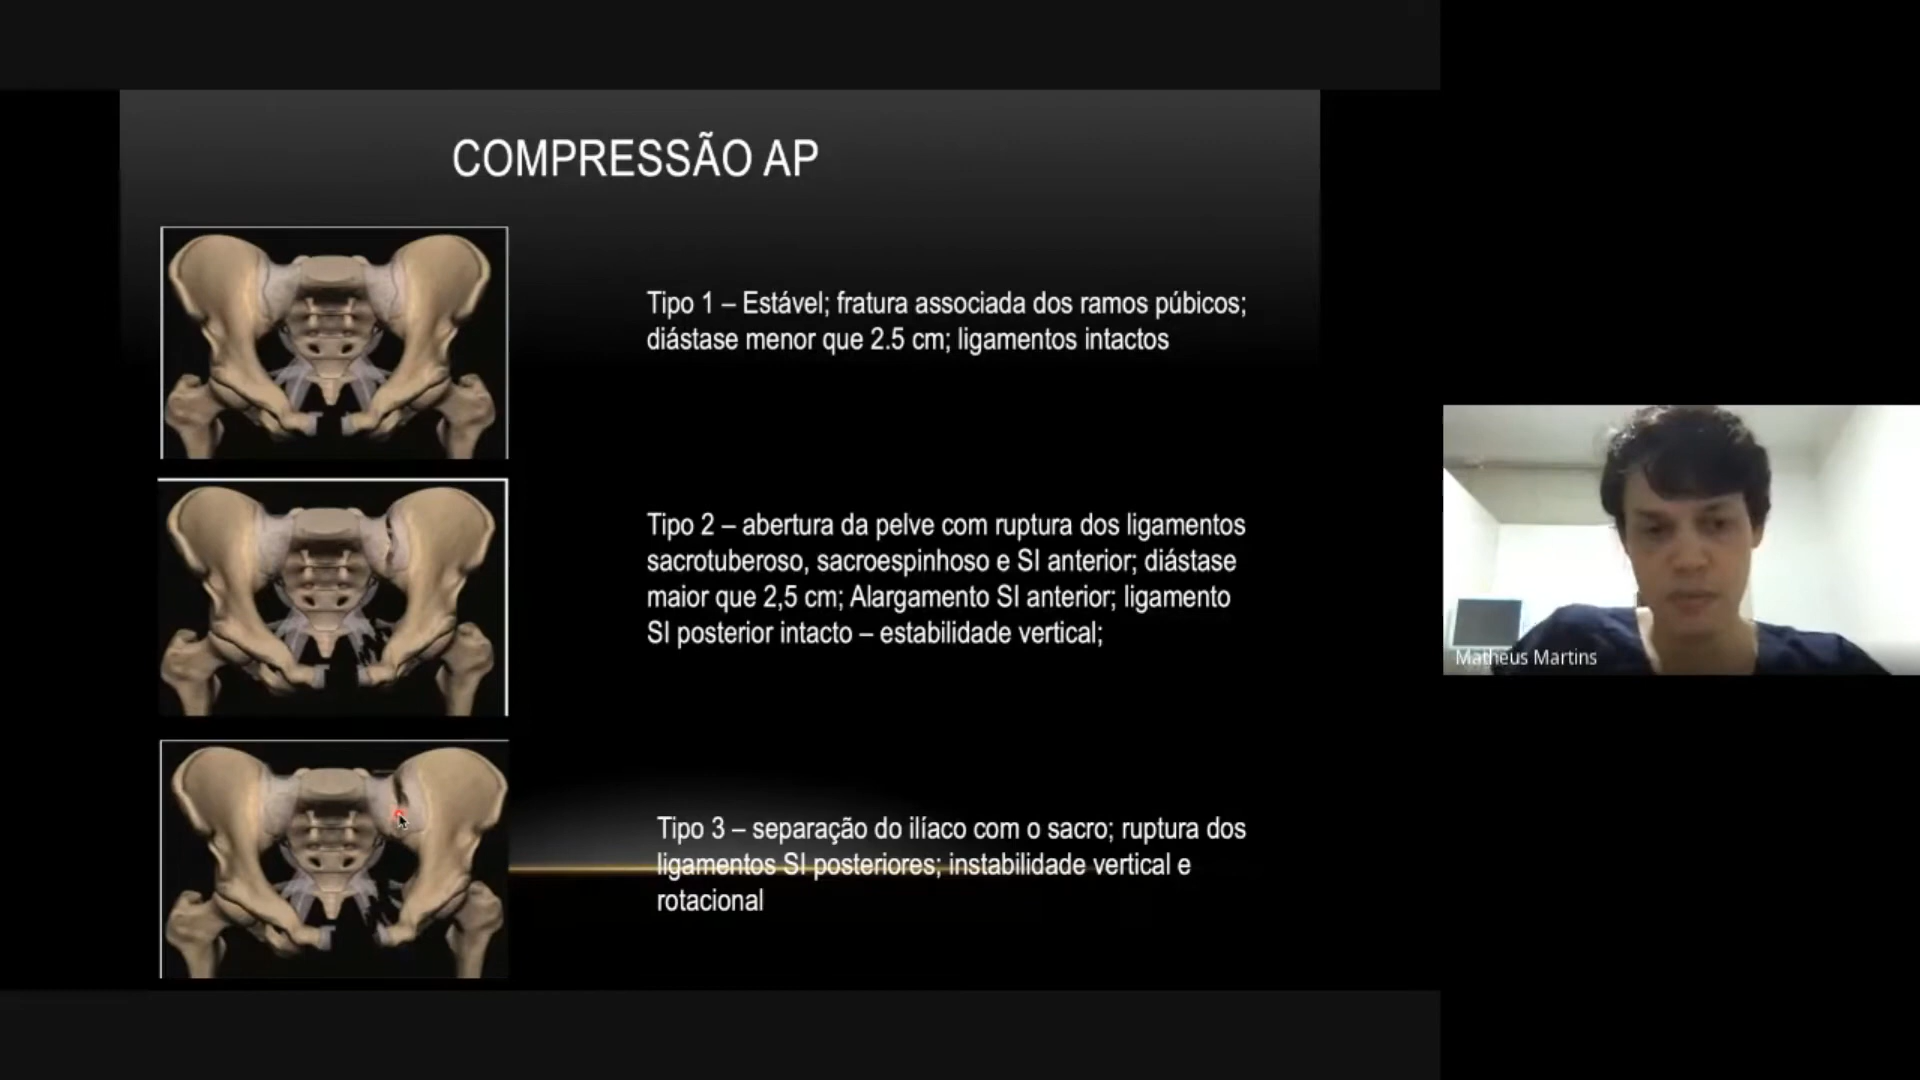 COMPRESSÃO AP
Tipo 1 – Estável; fratura associada dos ramos púbicos;
diástase menor que 2.5 cm; ligamentos intactos
Tipo 2 – abertura da pelve com ruptura dos ligamentos
sacrotuberoso, sacroespinhoso e SI anterior; diástase
maior que 2,5 cm; Alargamento SI anterior; ligamento
SI posterior intacto – estabilidade vertical;
Tipo 3 – separação do ilíaco com o sacro; ruptura dos
ligamentos SI posteriores; instabilidade vertical e
rotacional
Matheus Martins